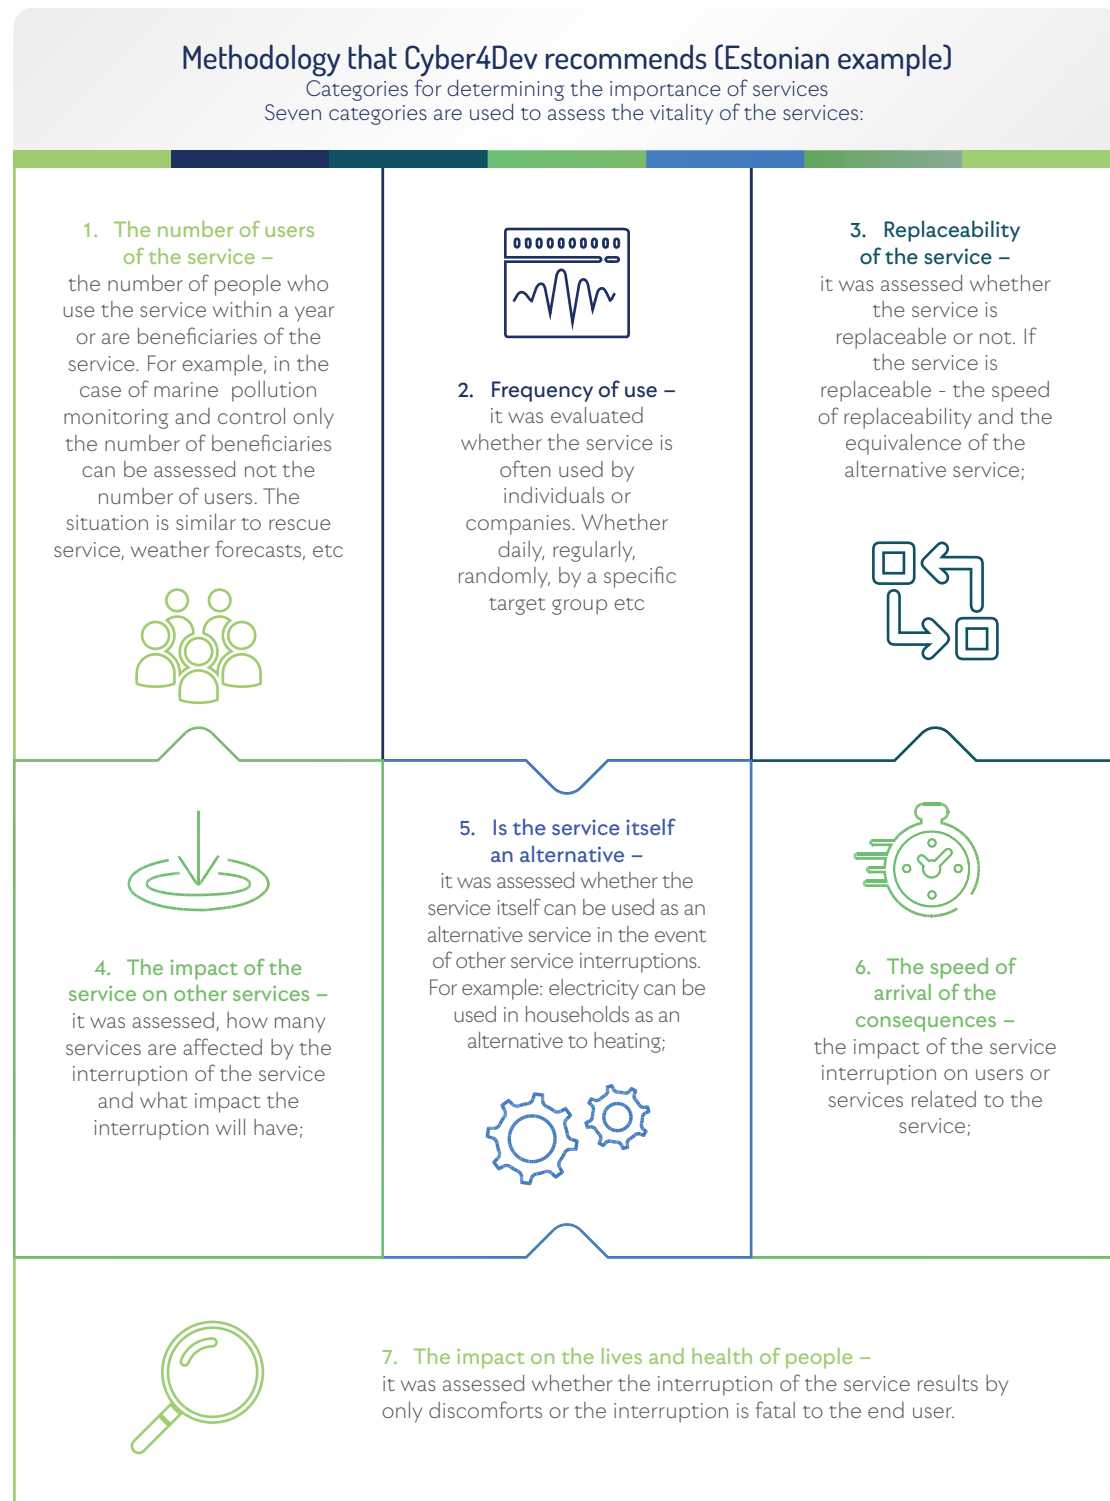 Methodology that Cyber4Dev recommends (Estonian example)
Categories for determining the importance of services
Seven categories are used to assess the vitality of the services:
1. The number of users
of the service –
the number of people who
use the service within a year
or are beneficiaries of the
service. For example, in the
case of marine pollution
monitoring and control only
the number of beneficiaries
can be assessed not the
number of users. The
situation is similar to rescue
service, weather forecasts, etc
2. Frequency of use –
it was evaluated
whether the service is
often used by
individuals or
companies. Whether
daily, regularly,
randomly, by a specific
target group etc
3. Replaceability
of the service –
it was assessed whether
the service is
replaceable or not. If
the service is
replaceable - the speed
of replaceability and the
equivalence of the
alternative service;
4. The impact of the
service on other services –
it was assessed, how many
services are affected by the
interruption of the service
and what impact the
interruption will have;
5. Is the service itself
an alternative –
it was assessed whether the
service itself can be used as an
alternative service in the event
of other service interruptions.
For example: electricity can be
used in households as an
alternative to heating;
6. The speed of
arrival of the
consequences –
the impact of the service
interruption on users or
services related to the
service;
7. The impact on the lives and health of people –
it was assessed whether the interruption of the service results by
only discomforts or the interruption is fatal to the end user.